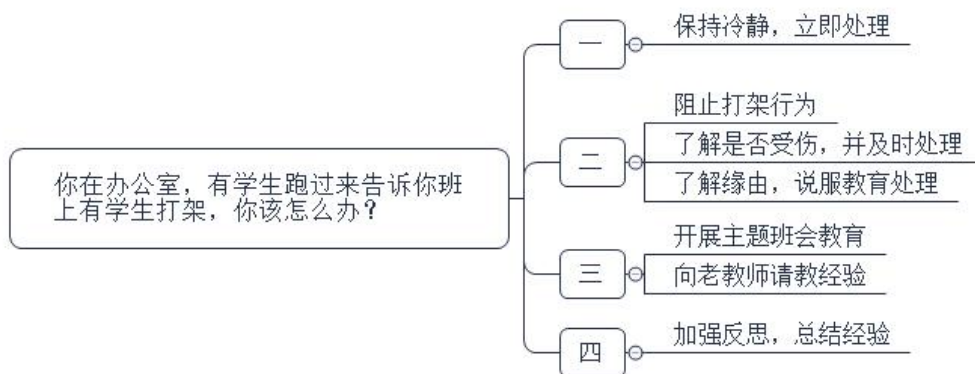 你在办公室，有学生跑过来告诉你班
上有学生打架，你该怎么办？
一
保持冷静，立即处理
二
阻止打架行为
了解是否受伤，并及时处理
了解缘由，说服教育处理
三
开展主题班会教育
向老教师请教经验
四
加强反思，总结经验